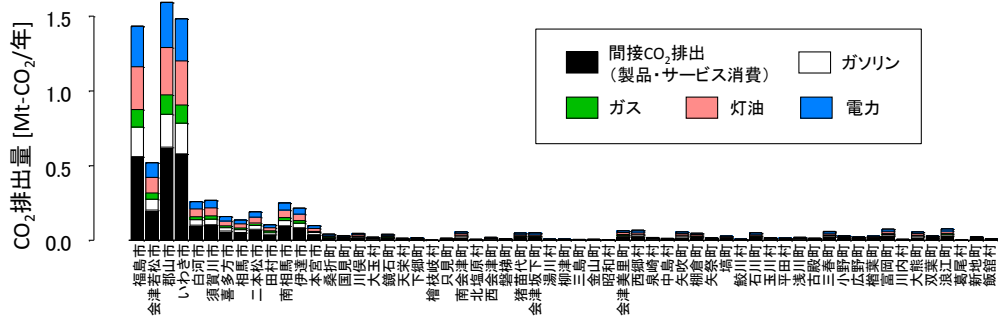 CO2排出量 [Mt-CO2/年]
1.5
1.0
0.5
0.0
間接CO2排出
（製品・サービス消費）
ガソリン
ガス
灯油
電力
福島市
会津若松市
郡山市
いわき市
白河市
須賀川市
喜多方市
相馬市
二本松市
田村市
南相馬市
伊達市
本宮市
桑折町
国見町
川俣町
大玉村
鏡石町
天栄村
下郷町
檜枝岐村
只見町
南会津町
北塩原村
西会津町
磐梯町
猪苗代町
会津坂下町
湯川村
柳津町
三島町
金山町
昭和村
会津美里町
西郷村
泉崎村
中島村
矢吹町
棚倉町
矢祭町
塙町
鮫川村
石川町
玉川村
平田村
浅川町
古殿町
三春町
小野町
広野町
楢葉町
富岡町
川内村
大熊町
双葉町
浪江町
葛尾村
新地町
飯舘村